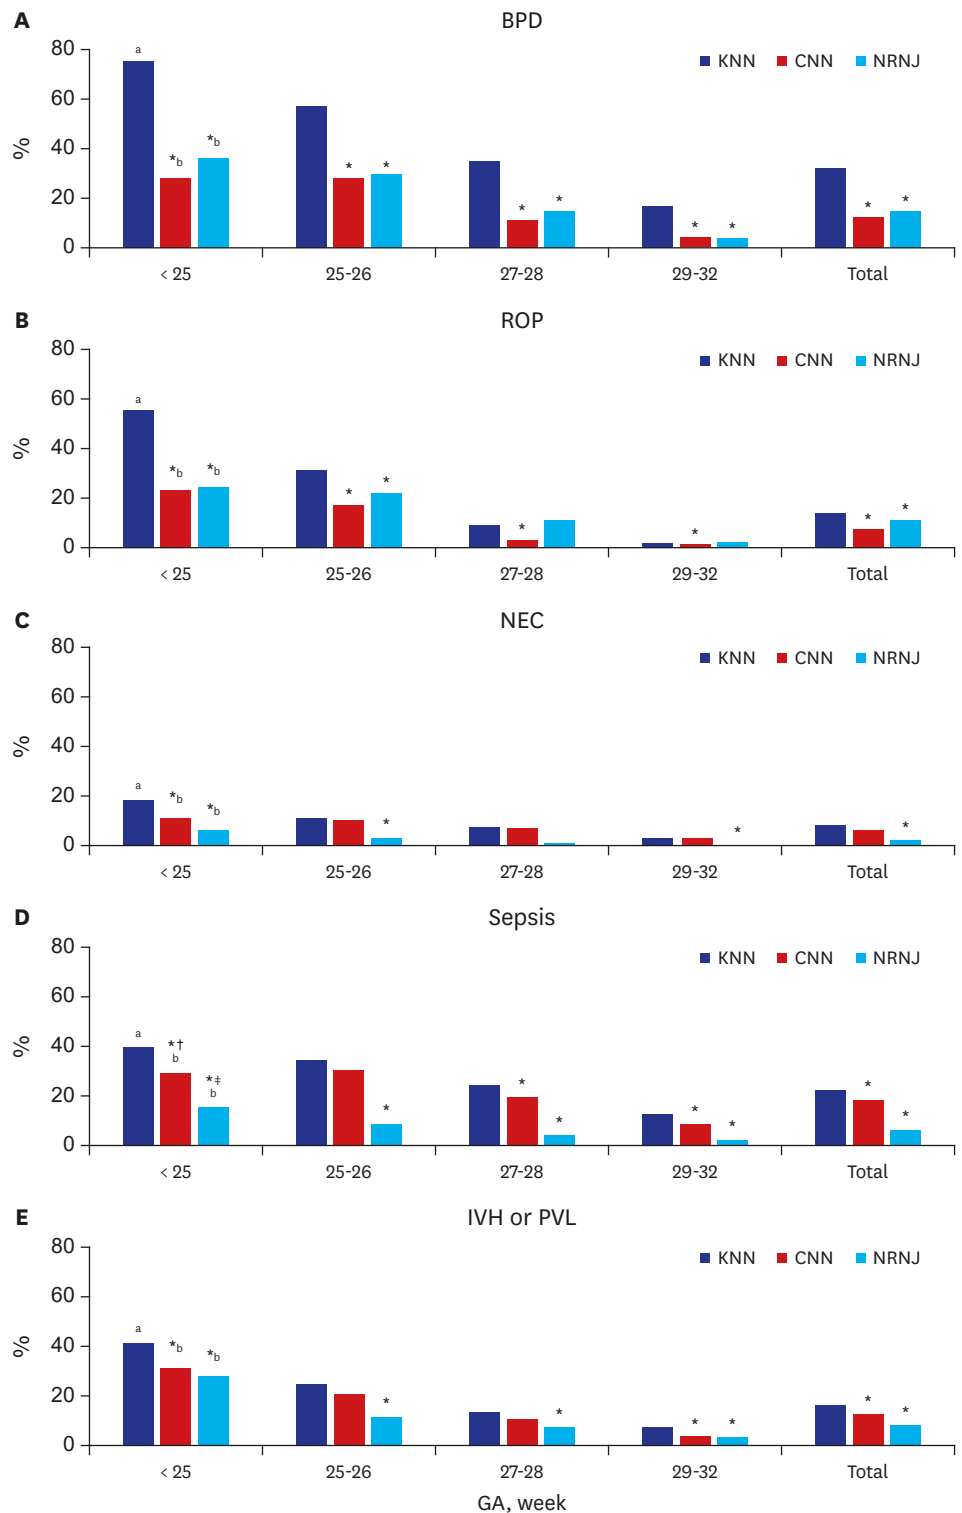 A BPD
KNN CNN NRNJ
80
60
40
20
0
%
a *b *b * * * * * * * *
< 25 25-26 27-28 29-32 Total
B ROP
KNN CNN NRNJ
80
60
40
20
0
%
a *b *b * * * * * *
< 25 25-26 27-28 29-32 Total
C NEC
KNN CNN NRNJ
80
60
40
20
0
%
a *b *b * * *
< 25 25-26 27-28 29-32 Total
D Sepsis
KNN CNN NRNJ
80
60
40
20
0
%
a *†b *‡b * * * * * * *
< 25 25-26 27-28 29-32 Total
E IVH or PVL
KNN CNN NRNJ
80
60
40
20
0
%
a *b *b * * * * * *
< 25 25-26 27-28 29-32 Total
GA, week